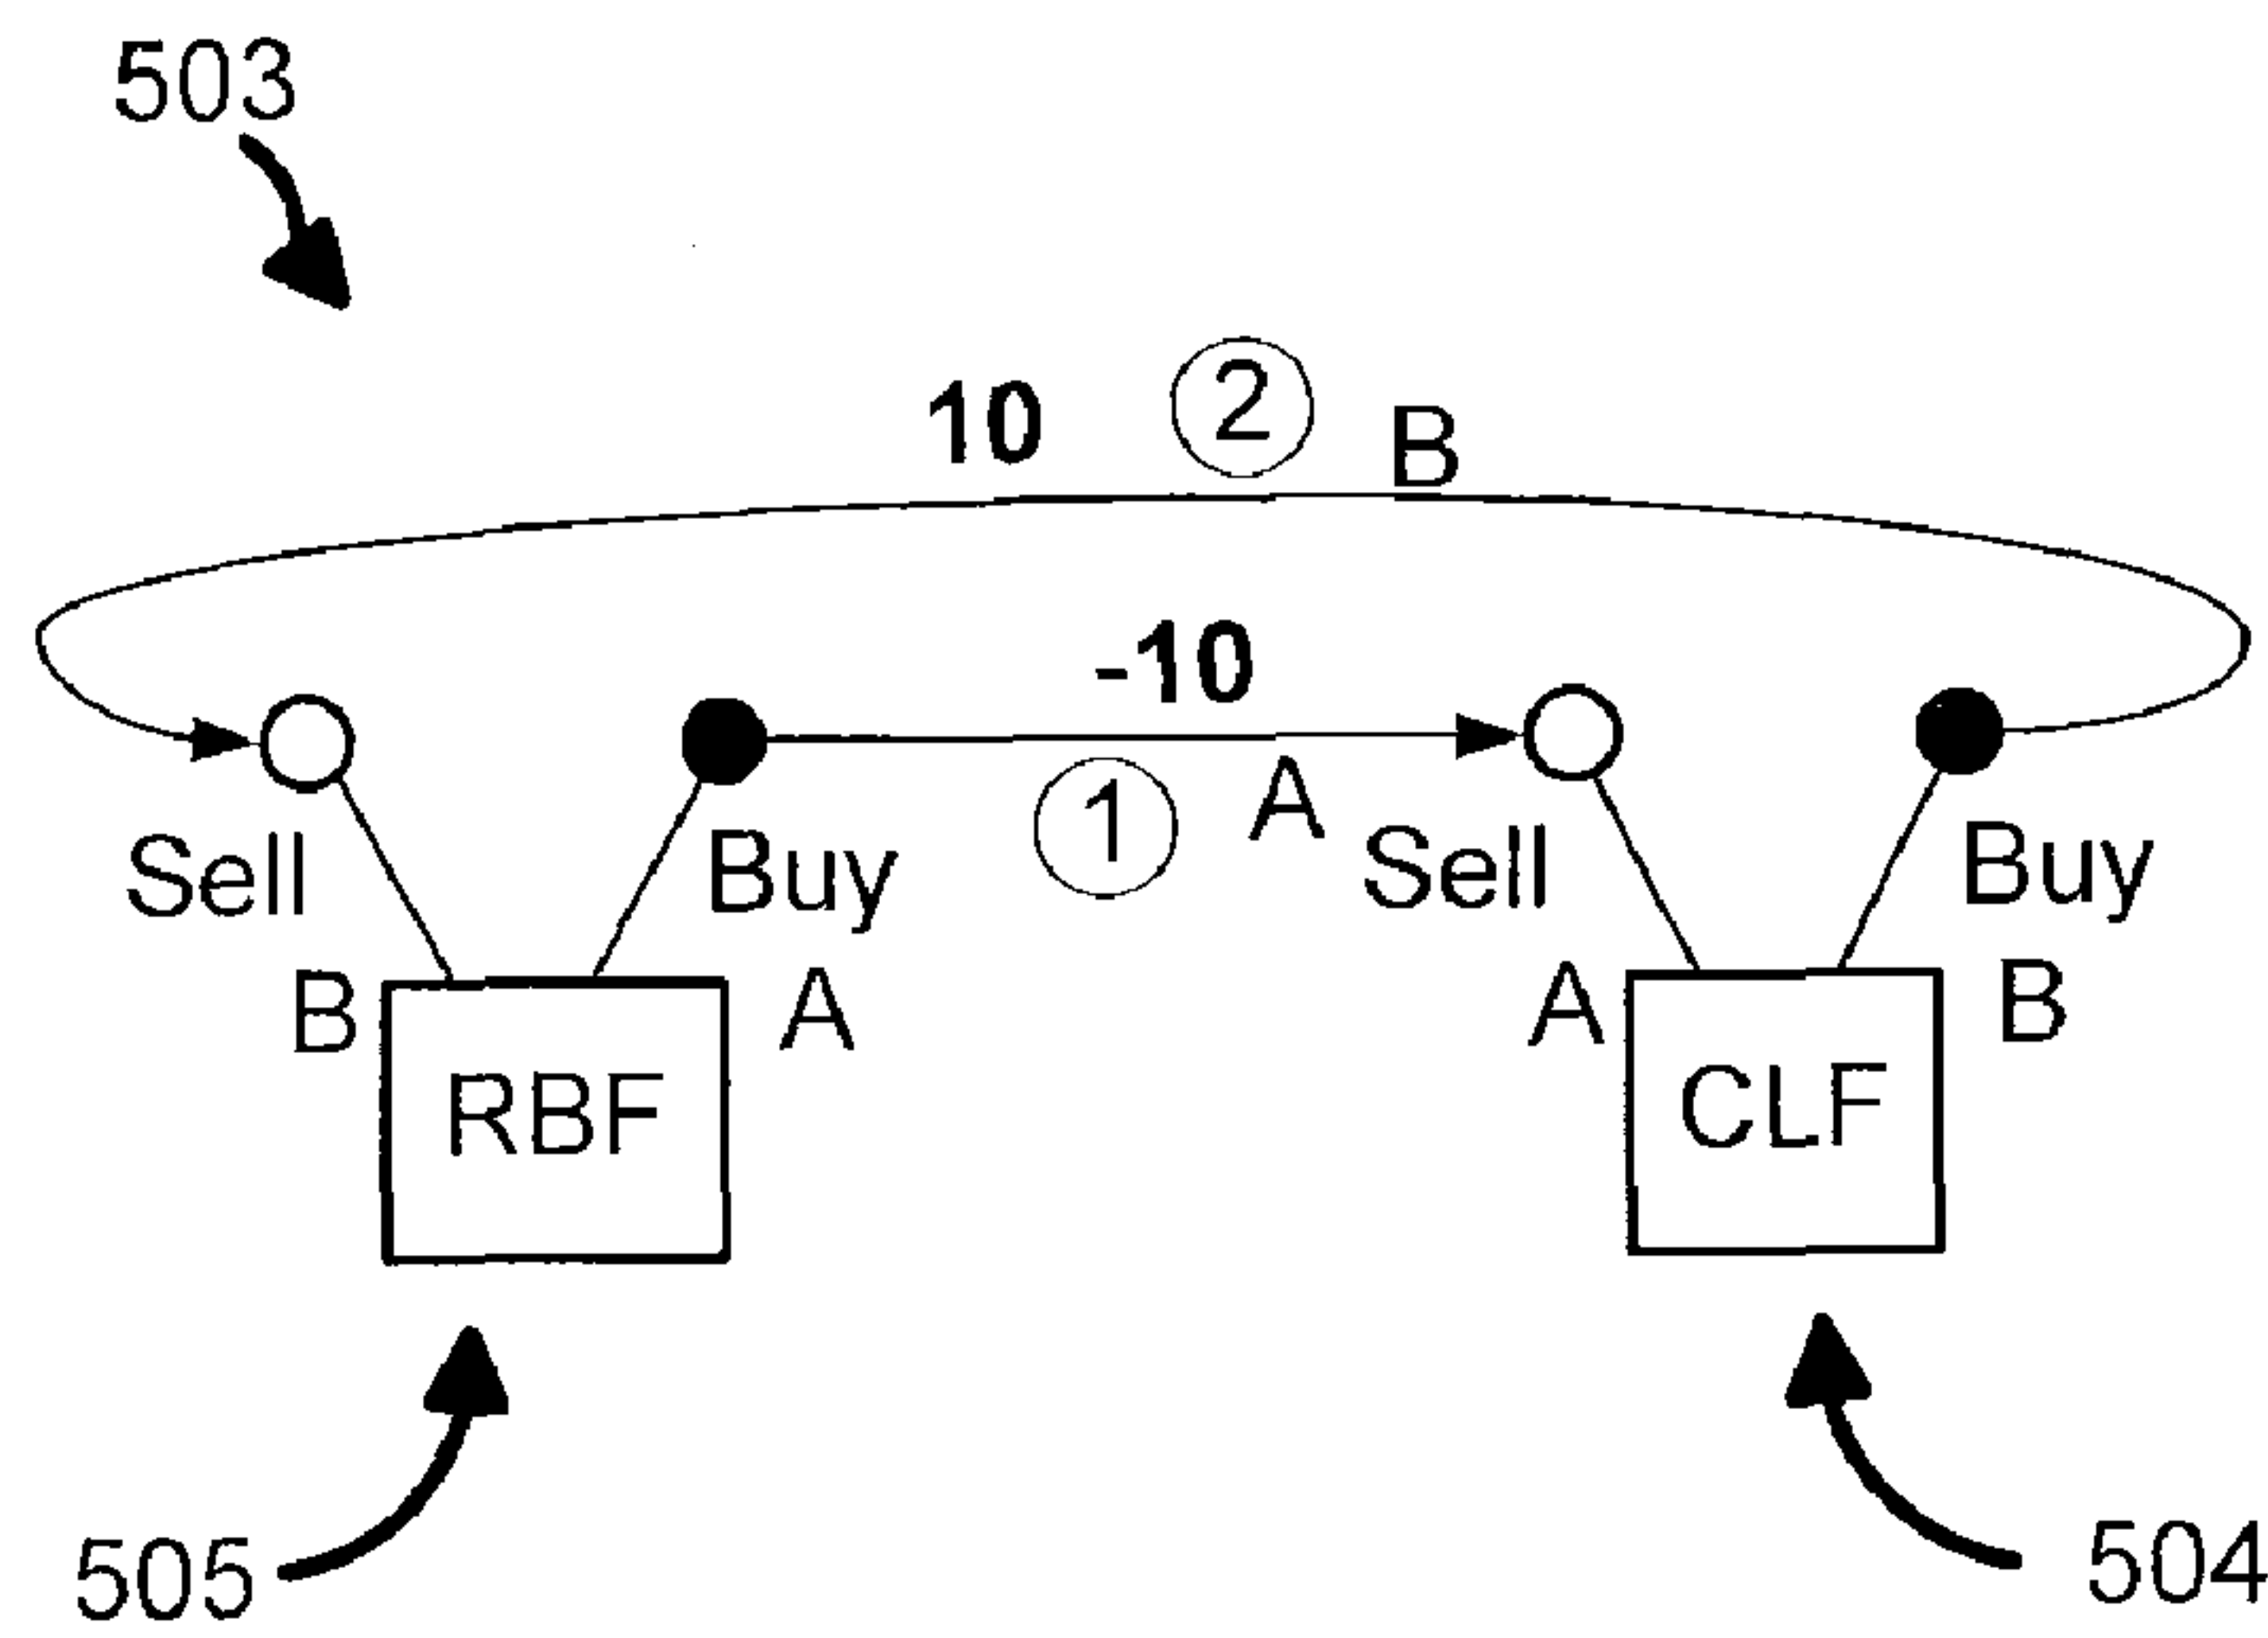 503
10 2 B
-10
1 A
Sell Buy Sell Buy
B A A B
RBF CLF
505 504